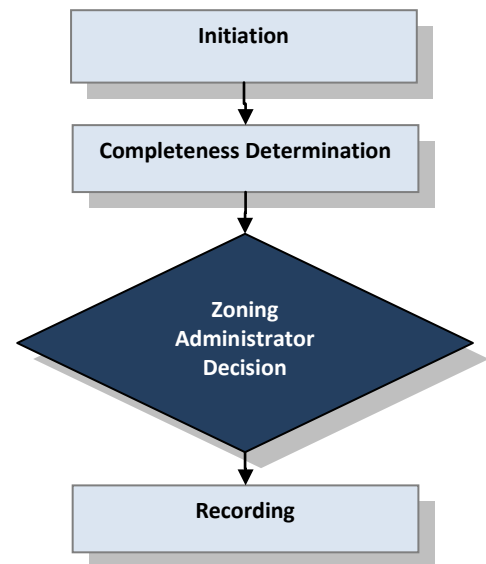 Initiation
Completeness Determination
Zoning
Administrator
Decision
Recording